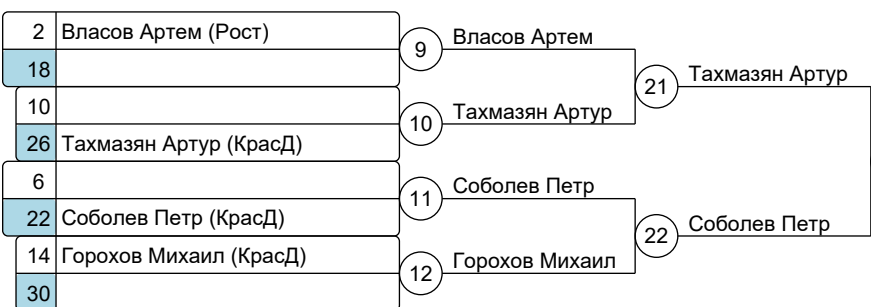 2 Власов Артем (Рост)
18
9 Власов Артем
10
26 Тахмазян Артур (КрасД)
10 Тахмазян Артур
21 Тахмазян Артур
6
22 Соболев Петр (КрасД)
11 Соболев Петр
14 Горохов Михаил (КрасД)
30
12 Горохов Михаил
22 Соболев Петр